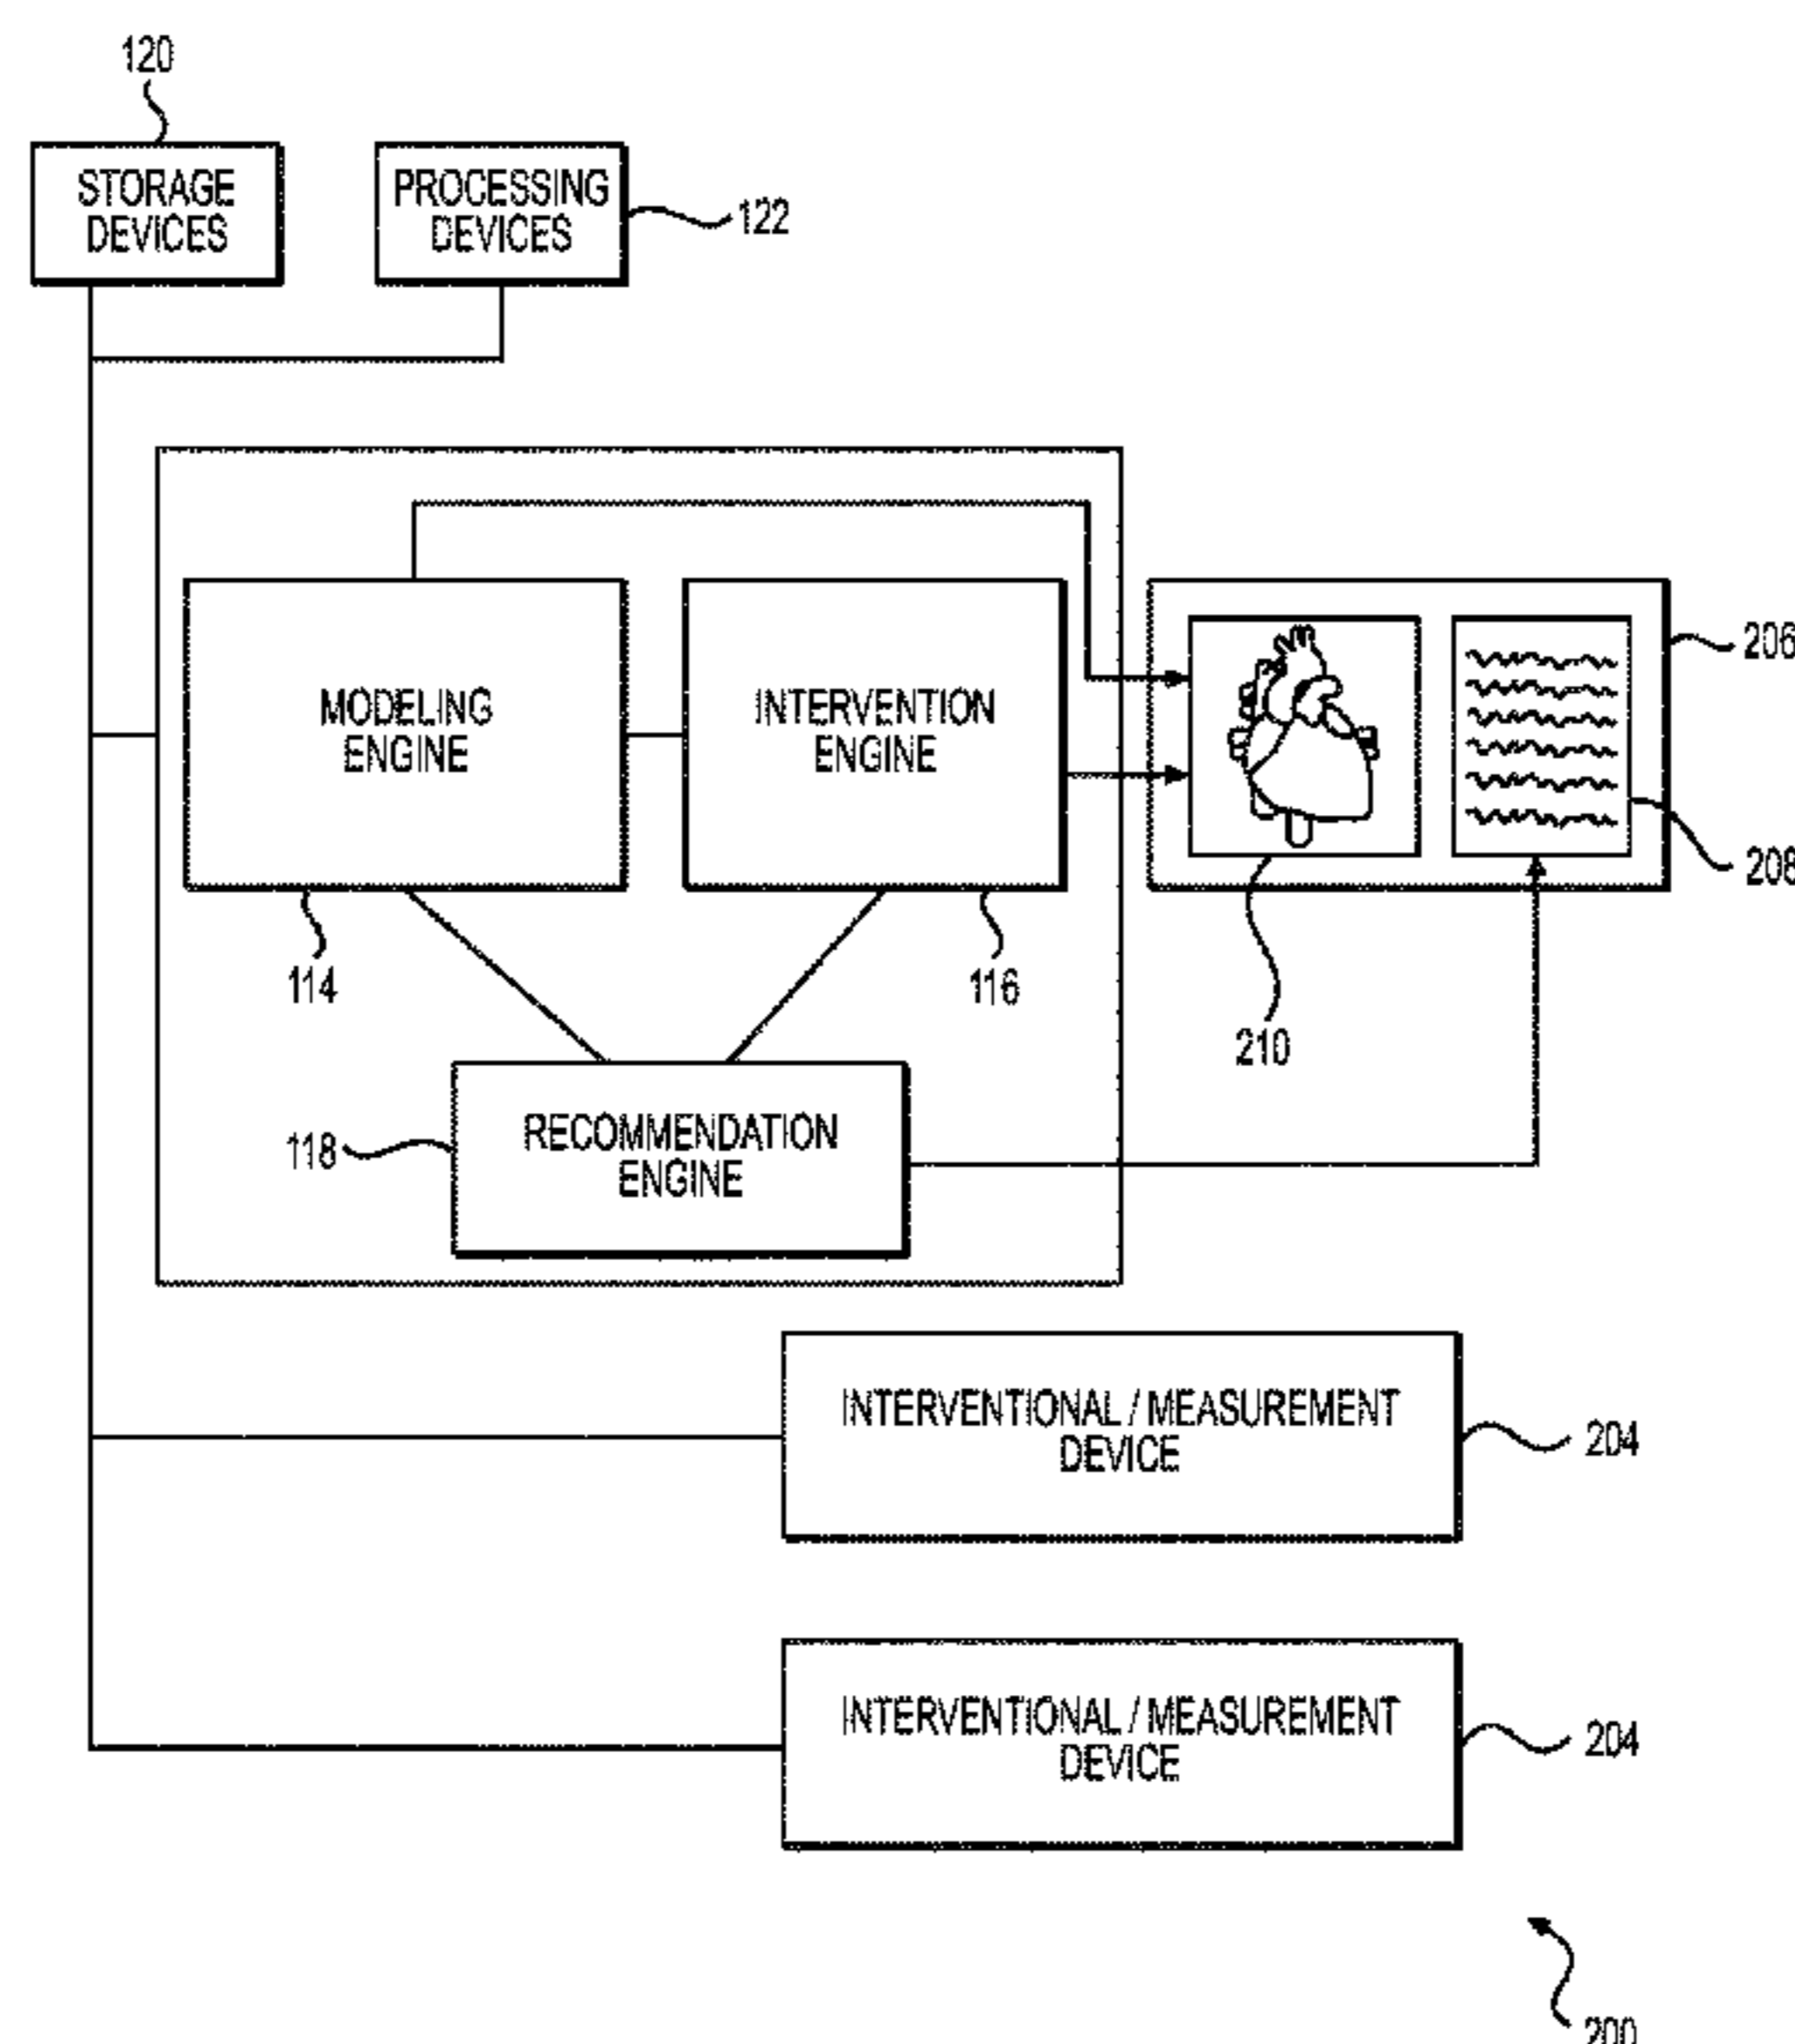 120
STORAGE
DEVICES
PROCESSING
DEVICES
122
MODELING
ENGINE
INTERVENTION
ENGINE
206
208
114
116
210
118
RECOMMENDATION
ENGINE
INTERVENTIONAL / MEASUREMENT
DEVICE
204
INTERVENTIONAL / MEASUREMENT
DEVICE
204
200